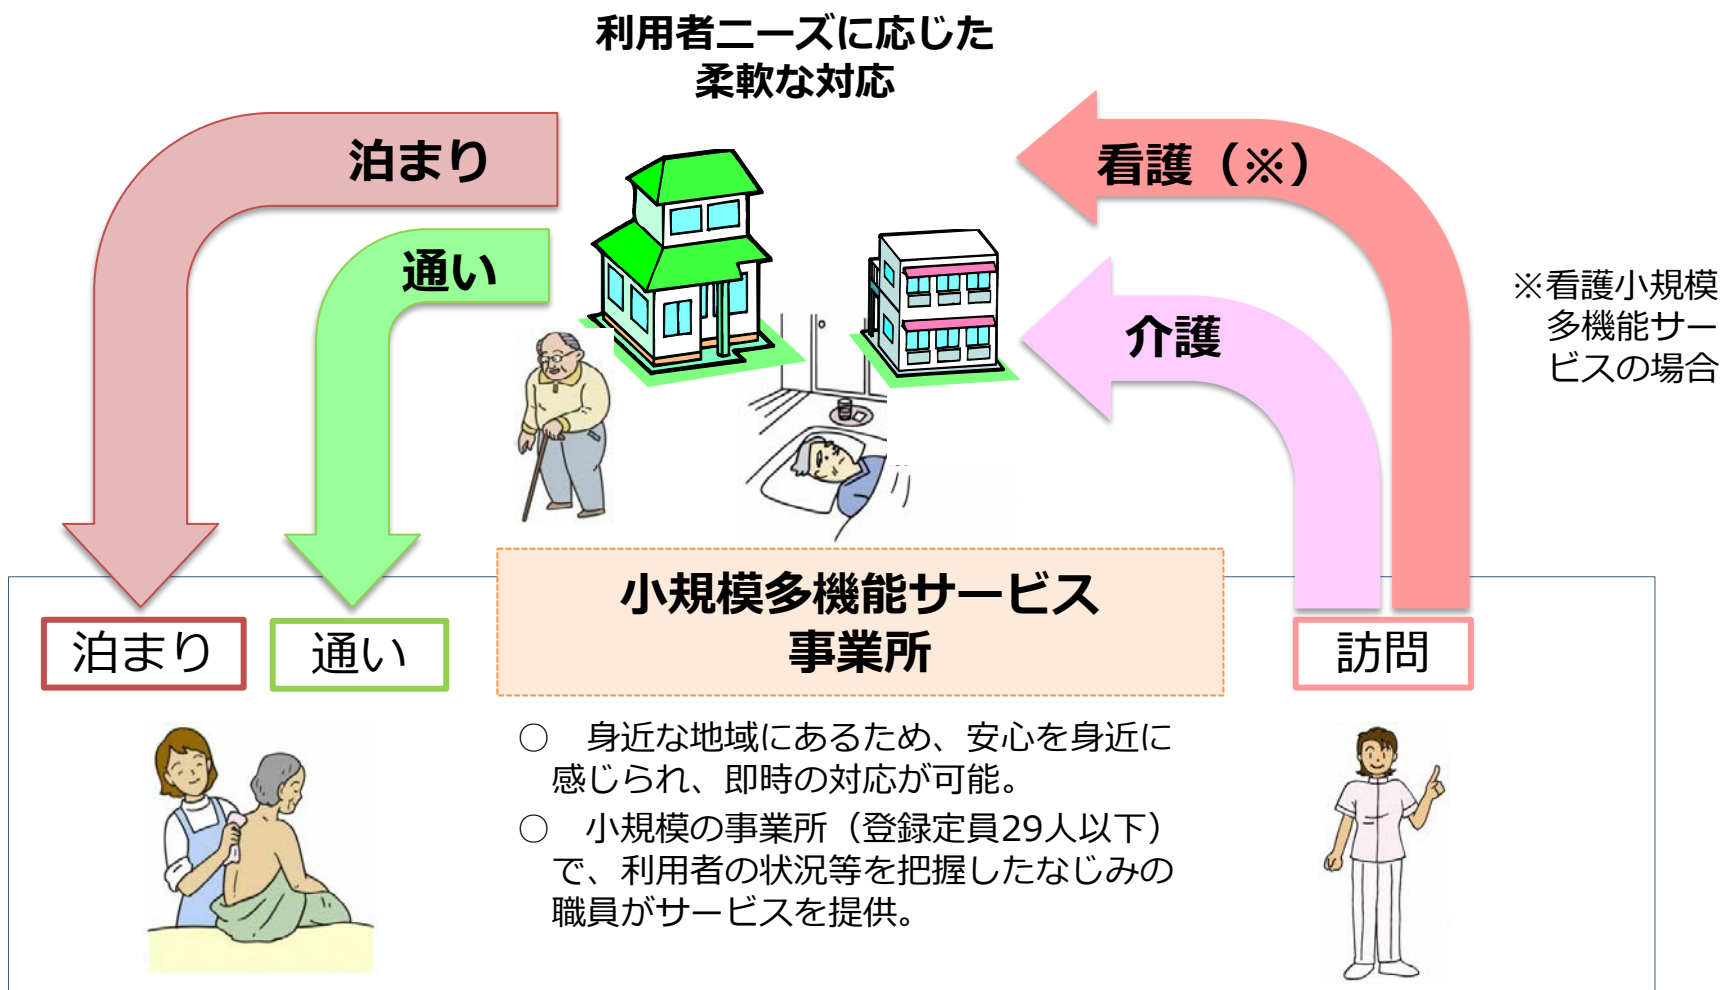 利用者ニーズに応じた
柔軟な対応
泊まり
通い
看護（※）
介護
※看護小規模
多機能サー
ビスの場合
小規模多機能サービス
事業所
泊まり
通い
訪問
○　身近な地域にあるため、安心を身近に
感じられ、即時の対応が可能。
○　小規模の事業所（登録定員29人以下）
で、利用者の状況等を把握したなじみの
職員がサービスを提供。